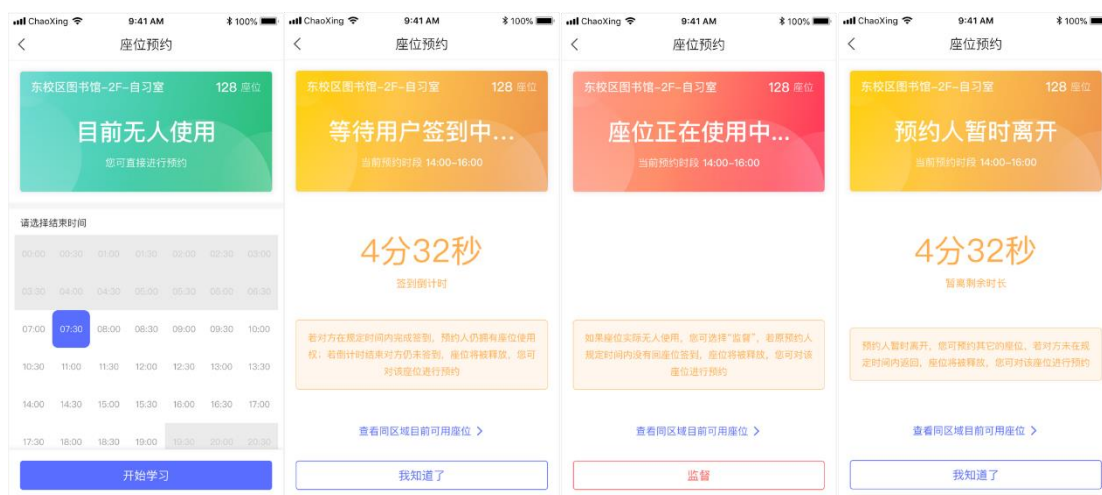 ChaoXing 9:41 AM 100%
座位预约
东校区图书馆-2F-自习室 128 座位
目前无人使用
您可直接进行预约
请选择结束时间
00:00 00:30 01:00 01:30 02:00 02:30 03:00
03:30 04:00 04:30 05:00 05:30 06:00 06:30
07:00 07:30 08:00 08:30 09:00 09:30 10:00
10:30 11:00 11:30 12:00 12:30 13:00 13:30
14:00 14:30 15:00 15:30 16:00 16:30 17:00
17:30 18:00 18:30 19:00 19:30 20:00 20:30
开始学习
ChaoXing 9:41 AM 100%
座位预约
东校区图书馆-2F-自习室 128 座位
等待用户签到中...
当前预约时段 14:00-16:00
4分32秒
签到倒计时
若对方在规定时间内完成签到，预约人仍拥有座位使用
权；若倒计时结束对方仍未签到，座位将被释放，您可
对该座位进行预约
查看同区域目前可用座位
我知道了
ChaoXing 9:41 AM 100%
座位预约
东校区图书馆-2F-自习室 128 座位
座位正在使用中...
当前预约时段 14:00-16:00
如果座位实际无人使用，您可选择“监督”，若原预约人
规定时间内没有间座位签到，座位将被释放，您可对该
座位进行预约
查看同区域目前可用座位
监督
ChaoXing 9:41 AM 100%
座位预约
东校区图书馆-2F-自习室 128 座位
预约人暂时离开
当前预约时段 14:00-16:00
4分32秒
暂离剩余时长
预约人暂时离开，您可预约其它的座位，若对方未在规
定时间内返回，座位将被释放，您可对该座位进行预约
查看同区域目前可用座位
我知道了